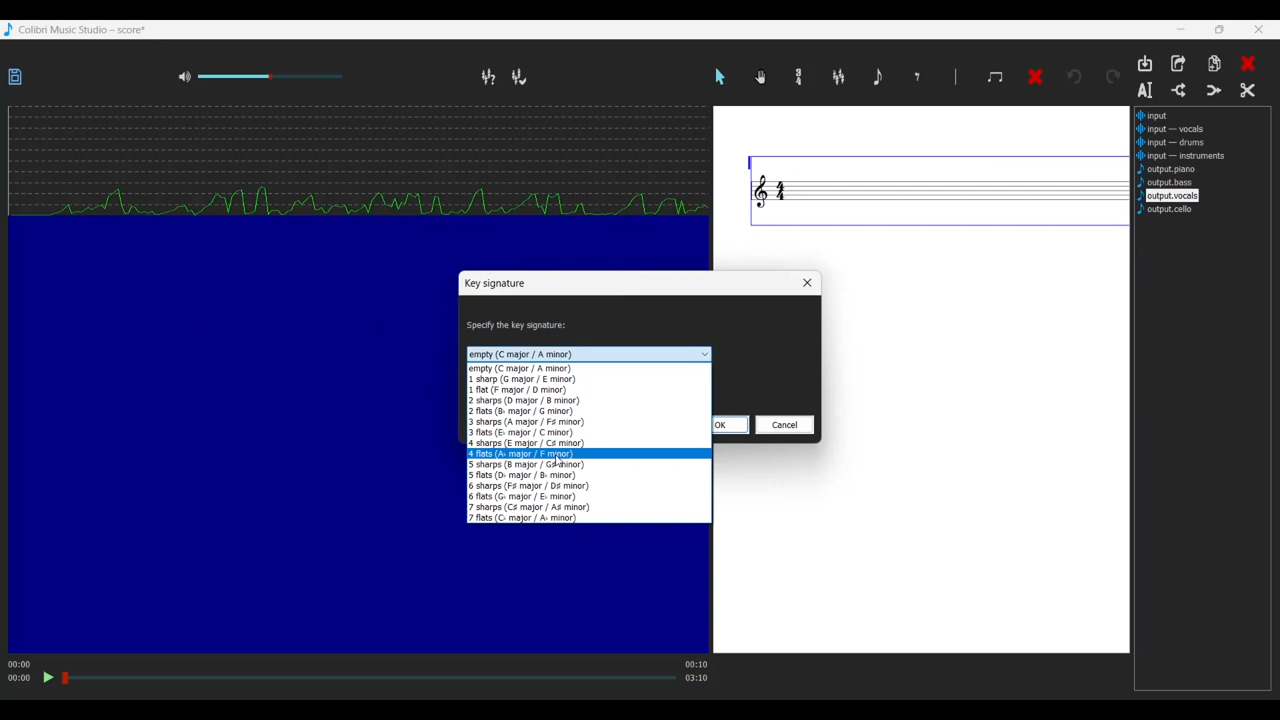 Colibri Music Studio – score*
input
input — vocals
input — drums
input — instruments
output.piano
output.bass
output.vocals
output.cello
4
4
Key signature
Specify the key signature:
empty (C major / A minor)
empty (C major / A minor)
1 sharp (G major / E minor)
1 flat (F major / D minor)
2 sharps (D major / B minor)
2 flats (B♭ major / G minor)
3 sharps (A major / F♯ minor)
3 flats (E♭ major / C minor)
4 sharps (E major / C♯ minor)
4 flats (A♭ major / F minor)
5 sharps (B major / G♯ minor)
5 flats (D♭ major / B♭ minor)
6 sharps (F♯ major / D♯ minor)
6 flats (G♭ major / E♭ minor)
7 sharps (C♯ major / A♯ minor)
7 flats (C♭ major / A♭ minor)
OK
Cancel
00:00
00:10
00:00
03:10